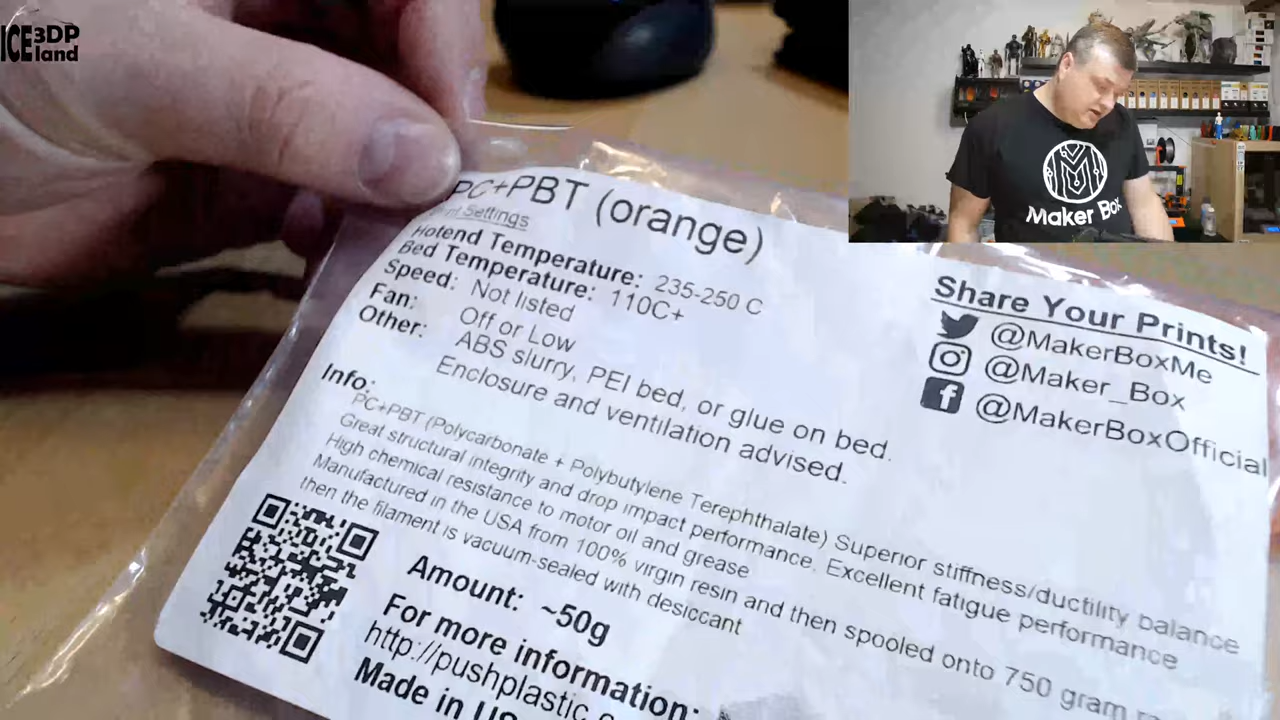 ICE 3DP
land
PC+PBT (orange)
Print Settings
Hotend Temperature: 235-250 C
Bed Temperature: 110C+
Speed: Not listed
Fan: Off or Low
Other: ABS slurry, PEI bed, or glue on bed.
Enclosure and ventilation advised.
Info:
PC+PBT (Polycarbonate + Polybutylene Terephthalate) Superior stiffness/ductility balance
Great structural integrity and drop impact performance. Excellent fatigue performance
High chemical resistance to motor oil and grease
Manufactured in the USA from 100% virgin resin and then spooled onto 750 gram
then the filament is vacuum-sealed with desiccant
Amount: ~50g
For more information:
http://pushplastic.c
Made in US
Share Your Prints!
@MakerBoxMe
@Maker_Box
@MakerBoxOfficial
Maker Box